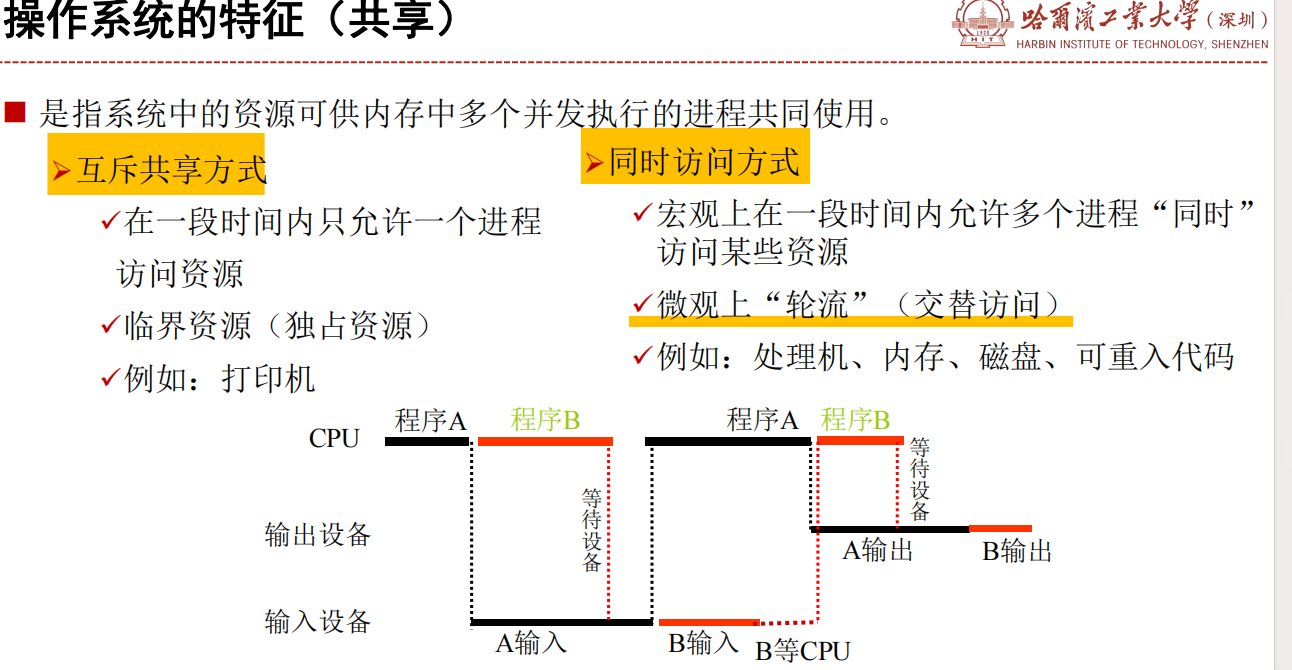 操作系统的特征（共享）
哈爾濱工業大學（深圳）
HARBIN INSTITUTE OF TECHNOLOGY, SHENZHEN
1920
HIT
是指系统中的资源可供内存中多个并发执行的进程共同使用。
互斥共享方式
在一段时间内只允许一个进程
访问资源
临界资源（独占资源）
例如：打印机
同时访问方式
宏观上在一段时间内允许多个进程“同时”
访问某些资源
微观上“轮流”（交替访问）
例如：处理机、内存、磁盘、可重入代码
程序A
程序B
程序A
程序B
CPU
等待设备
等待设备
输出设备
A输出
B输出
输入设备
A输入
B输入
B等CPU